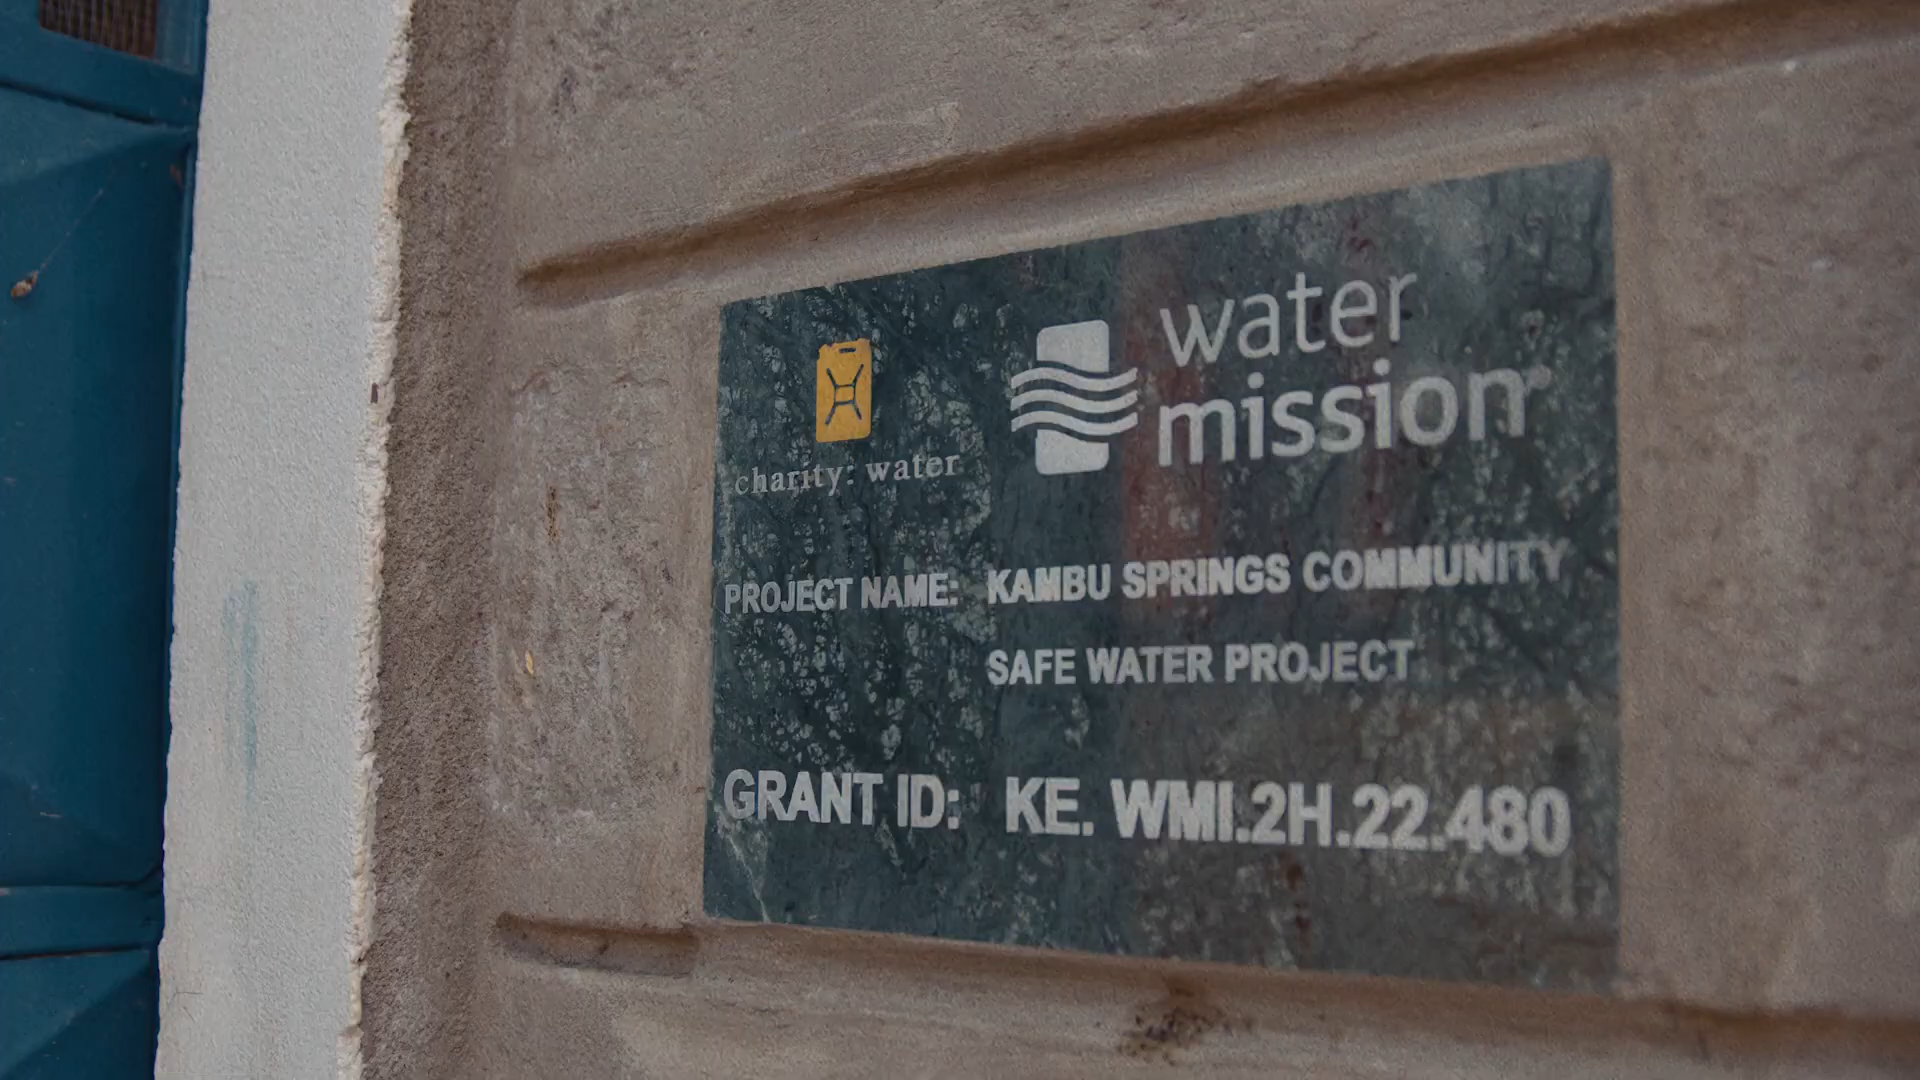 charity: water
water
mission
PROJECT NAME: KAMBU SPRINGS COMMUNITY
SAFE WATER PROJECT
GRANT ID: KE. WMI.2H.22.480